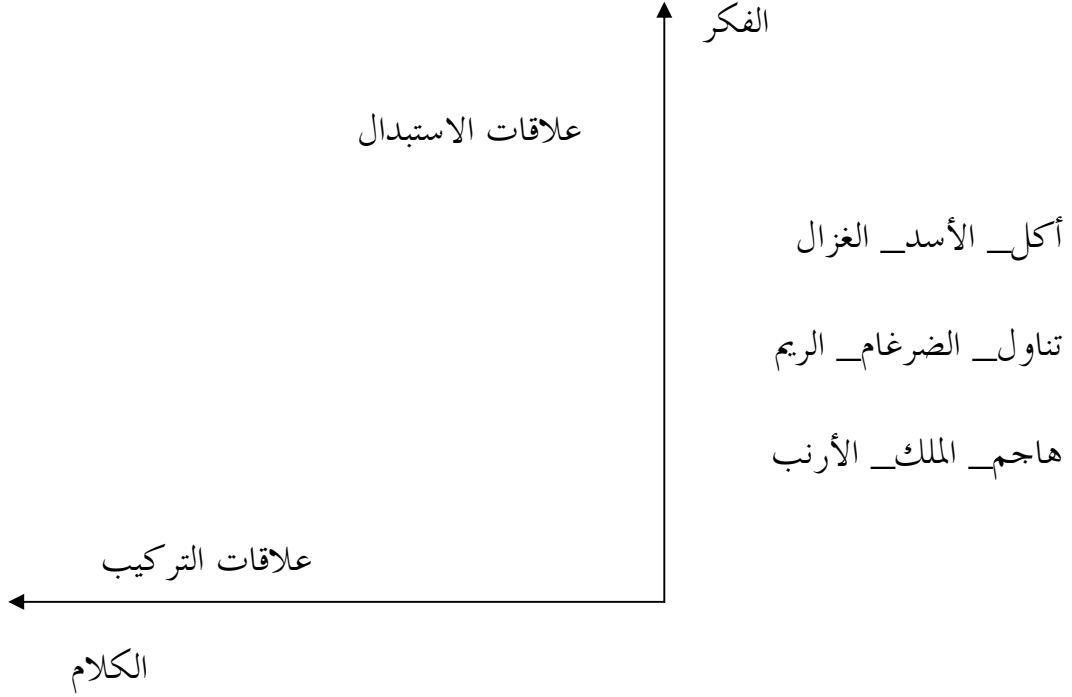 الفكر
علاقات الاستبدال
أكل_ الأسد_ الغزال
تناول_ الضرغام_ الريم
هاجم_ الملك_ الأرنب
علاقات التركيب
الكلام